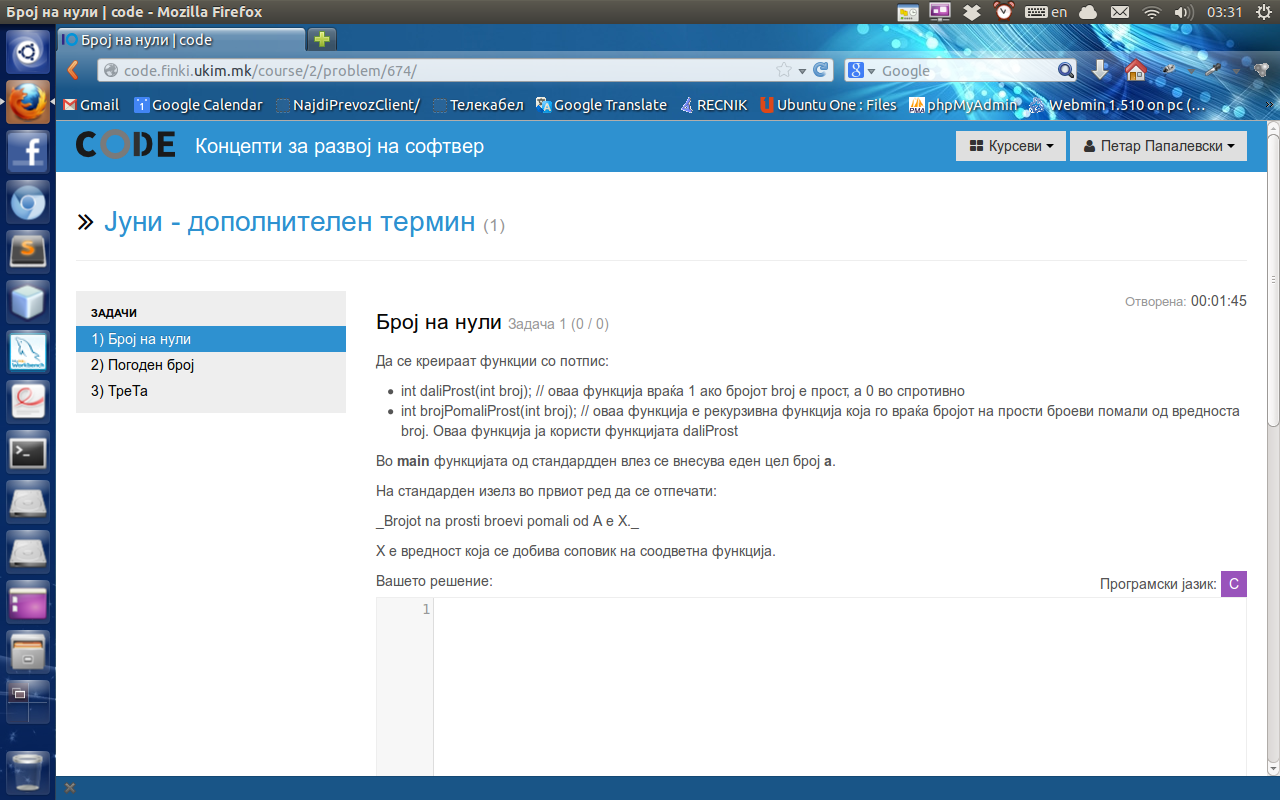 Број на нули | code - Mozilla Firefox
en
03:31
Број на нули | code
code.finki.ukim.mk/course/2/problem/674/
Google
Gmail
Google Calendar
NajdiPrevozClient/
Телекабел
Google Translate
RECNIK
Ubuntu One : Files
phpMyAdmin
Webmin 1.510 on pc (…
CODE
Концепти за развој на софтвер
Курсеви
Петар Папалевски
Јуни - дополнителен термин (1)
ЗАДАЧИ
1) Број на нули
2) Погоден број
3) ТреТа
Отворена: 00:01:45
Број на нули Задача 1 (0 / 0)
Да се креираат функции со потпис:
int daliProst(int broj); // оваа функција враќа 1 ако бројот broj е прост, а 0 во спротивно
int brojPomaliProst(int broj); // оваа функција е рекурзивна функција која го враќа бројот на прости броеви помали од вредноста
broj. Оваа функција ја користи функцијата daliProst
Во main функцијата од стандардден влез се внесува еден цел број a.
На стандарден изелз во првиот ред да се отпечати:
_Brojot na prosti broevi pomali od A e X._
X е вредност која се добива соповик на соодветна функција.
Вашето решение:
Програмски јазик: C
1